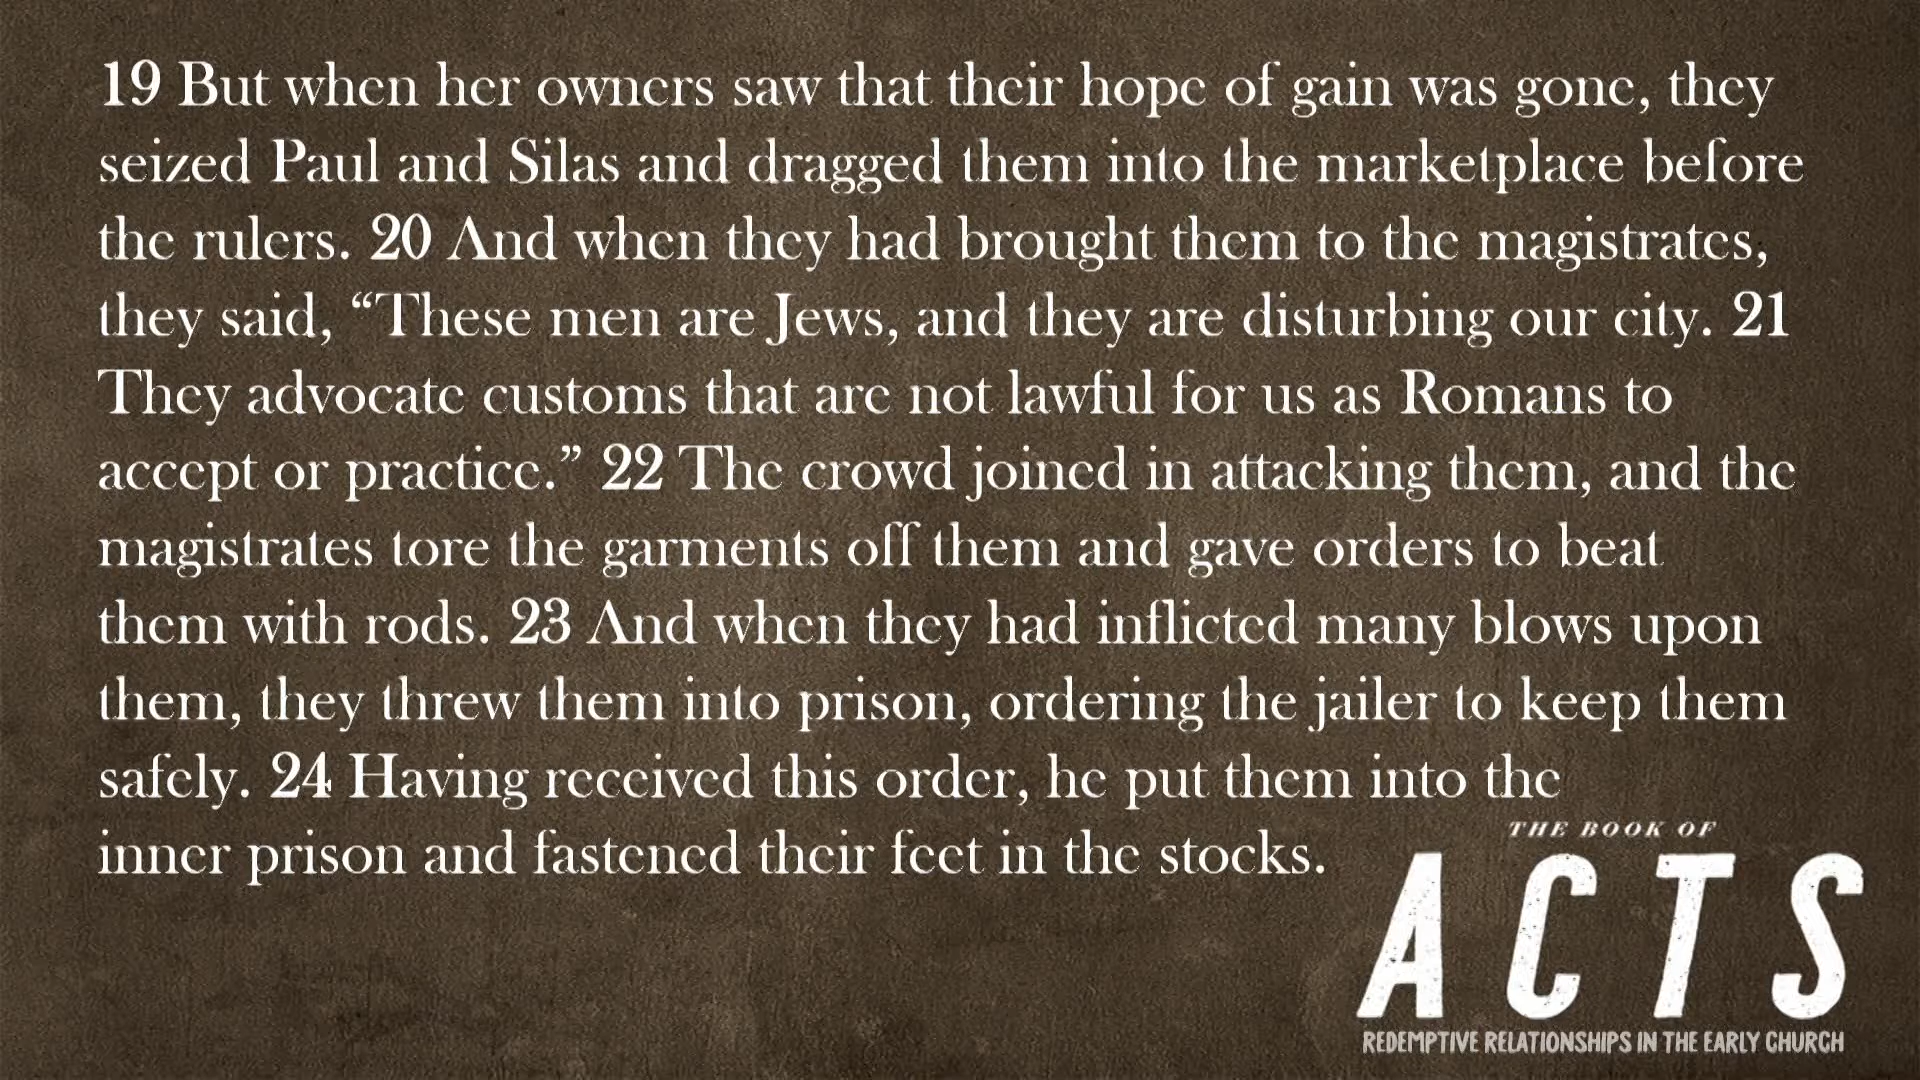 19 But when her owners saw that their hope of gain was gone, they
seized Paul and Silas and dragged them into the marketplace before
the rulers. 20 And when they had brought them to the magistrates,
they said, “These men are Jews, and they are disturbing our city. 21
They advocate customs that are not lawful for us as Romans to
accept or practice.” 22 The crowd joined in attacking them, and the
magistrates tore the garments off them and gave orders to beat
them with rods. 23 And when they had inflicted many blows upon
them, they threw them into prison, ordering the jailer to keep them
safely. 24 Having received this order, he put them into the
inner prison and fastened their feet in the stocks.
THE BOOK OF
ACTS
REDEMPTIVE RELATIONSHIPS IN THE EARLY CHURCH